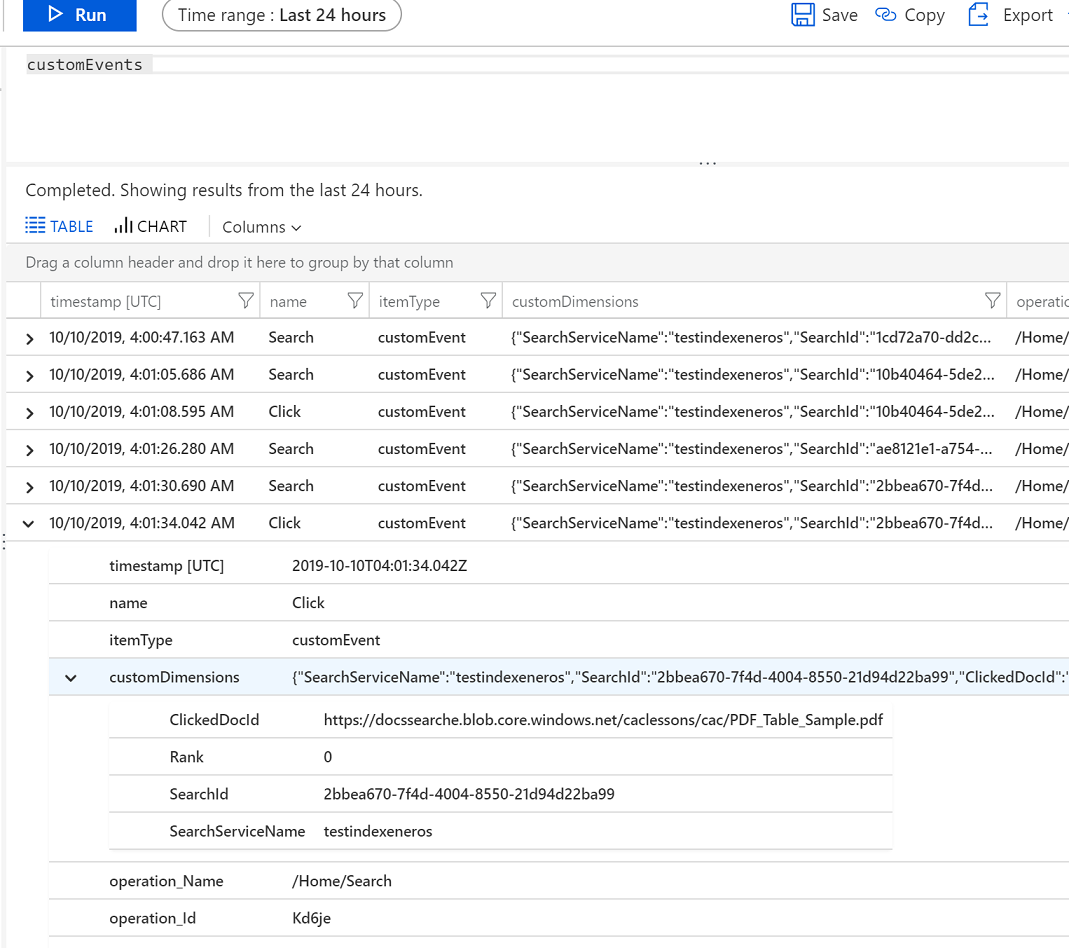 Run Time range : Last 24 hours Save Copy Export
customEvents
...
Completed. Showing results from the last 24 hours.
TABLE CHART Columns
Drag a column header and drop it here to group by that column
timestamp [UTC] name itemType customDimensions operatio
10/10/2019, 4:00:47.163 AM Search customEvent {"SearchServiceName":"testindexeneros","SearchId":"1cd72a70-dd2c... /Home/
10/10/2019, 4:01:05.686 AM Search customEvent {"SearchServiceName":"testindexeneros","SearchId":"10b40464-5de2... /Home/
10/10/2019, 4:01:08.595 AM Click customEvent {"SearchServiceName":"testindexeneros","SearchId":"10b40464-5de2... /Home/
10/10/2019, 4:01:26.280 AM Search customEvent {"SearchServiceName":"testindexeneros","SearchId":"ae8121e1-a754-... /Home/
10/10/2019, 4:01:30.690 AM Search customEvent {"SearchServiceName":"testindexeneros","SearchId":"2bbea670-7f4d... /Home/
10/10/2019, 4:01:34.042 AM Click customEvent {"SearchServiceName":"testindexeneros","SearchId":"2bbea670-7f4d... /Home/
timestamp [UTC] 2019-10-10T04:01:34.042Z
name Click
itemType customEvent
customDimensions {"SearchServiceName":"testindexeneros","SearchId":"2bbea670-7f4d-4004-8550-21d94d22ba99","ClickedDocId":"
ClickedDocId https://docssearche.blob.core.windows.net/caclessons/cac/PDF_Table_Sample.pdf
Rank 0
SearchId 2bbea670-7f4d-4004-8550-21d94d22ba99
SearchServiceName testindexeneros
operation_Name /Home/Search
operation_Id Kd6je